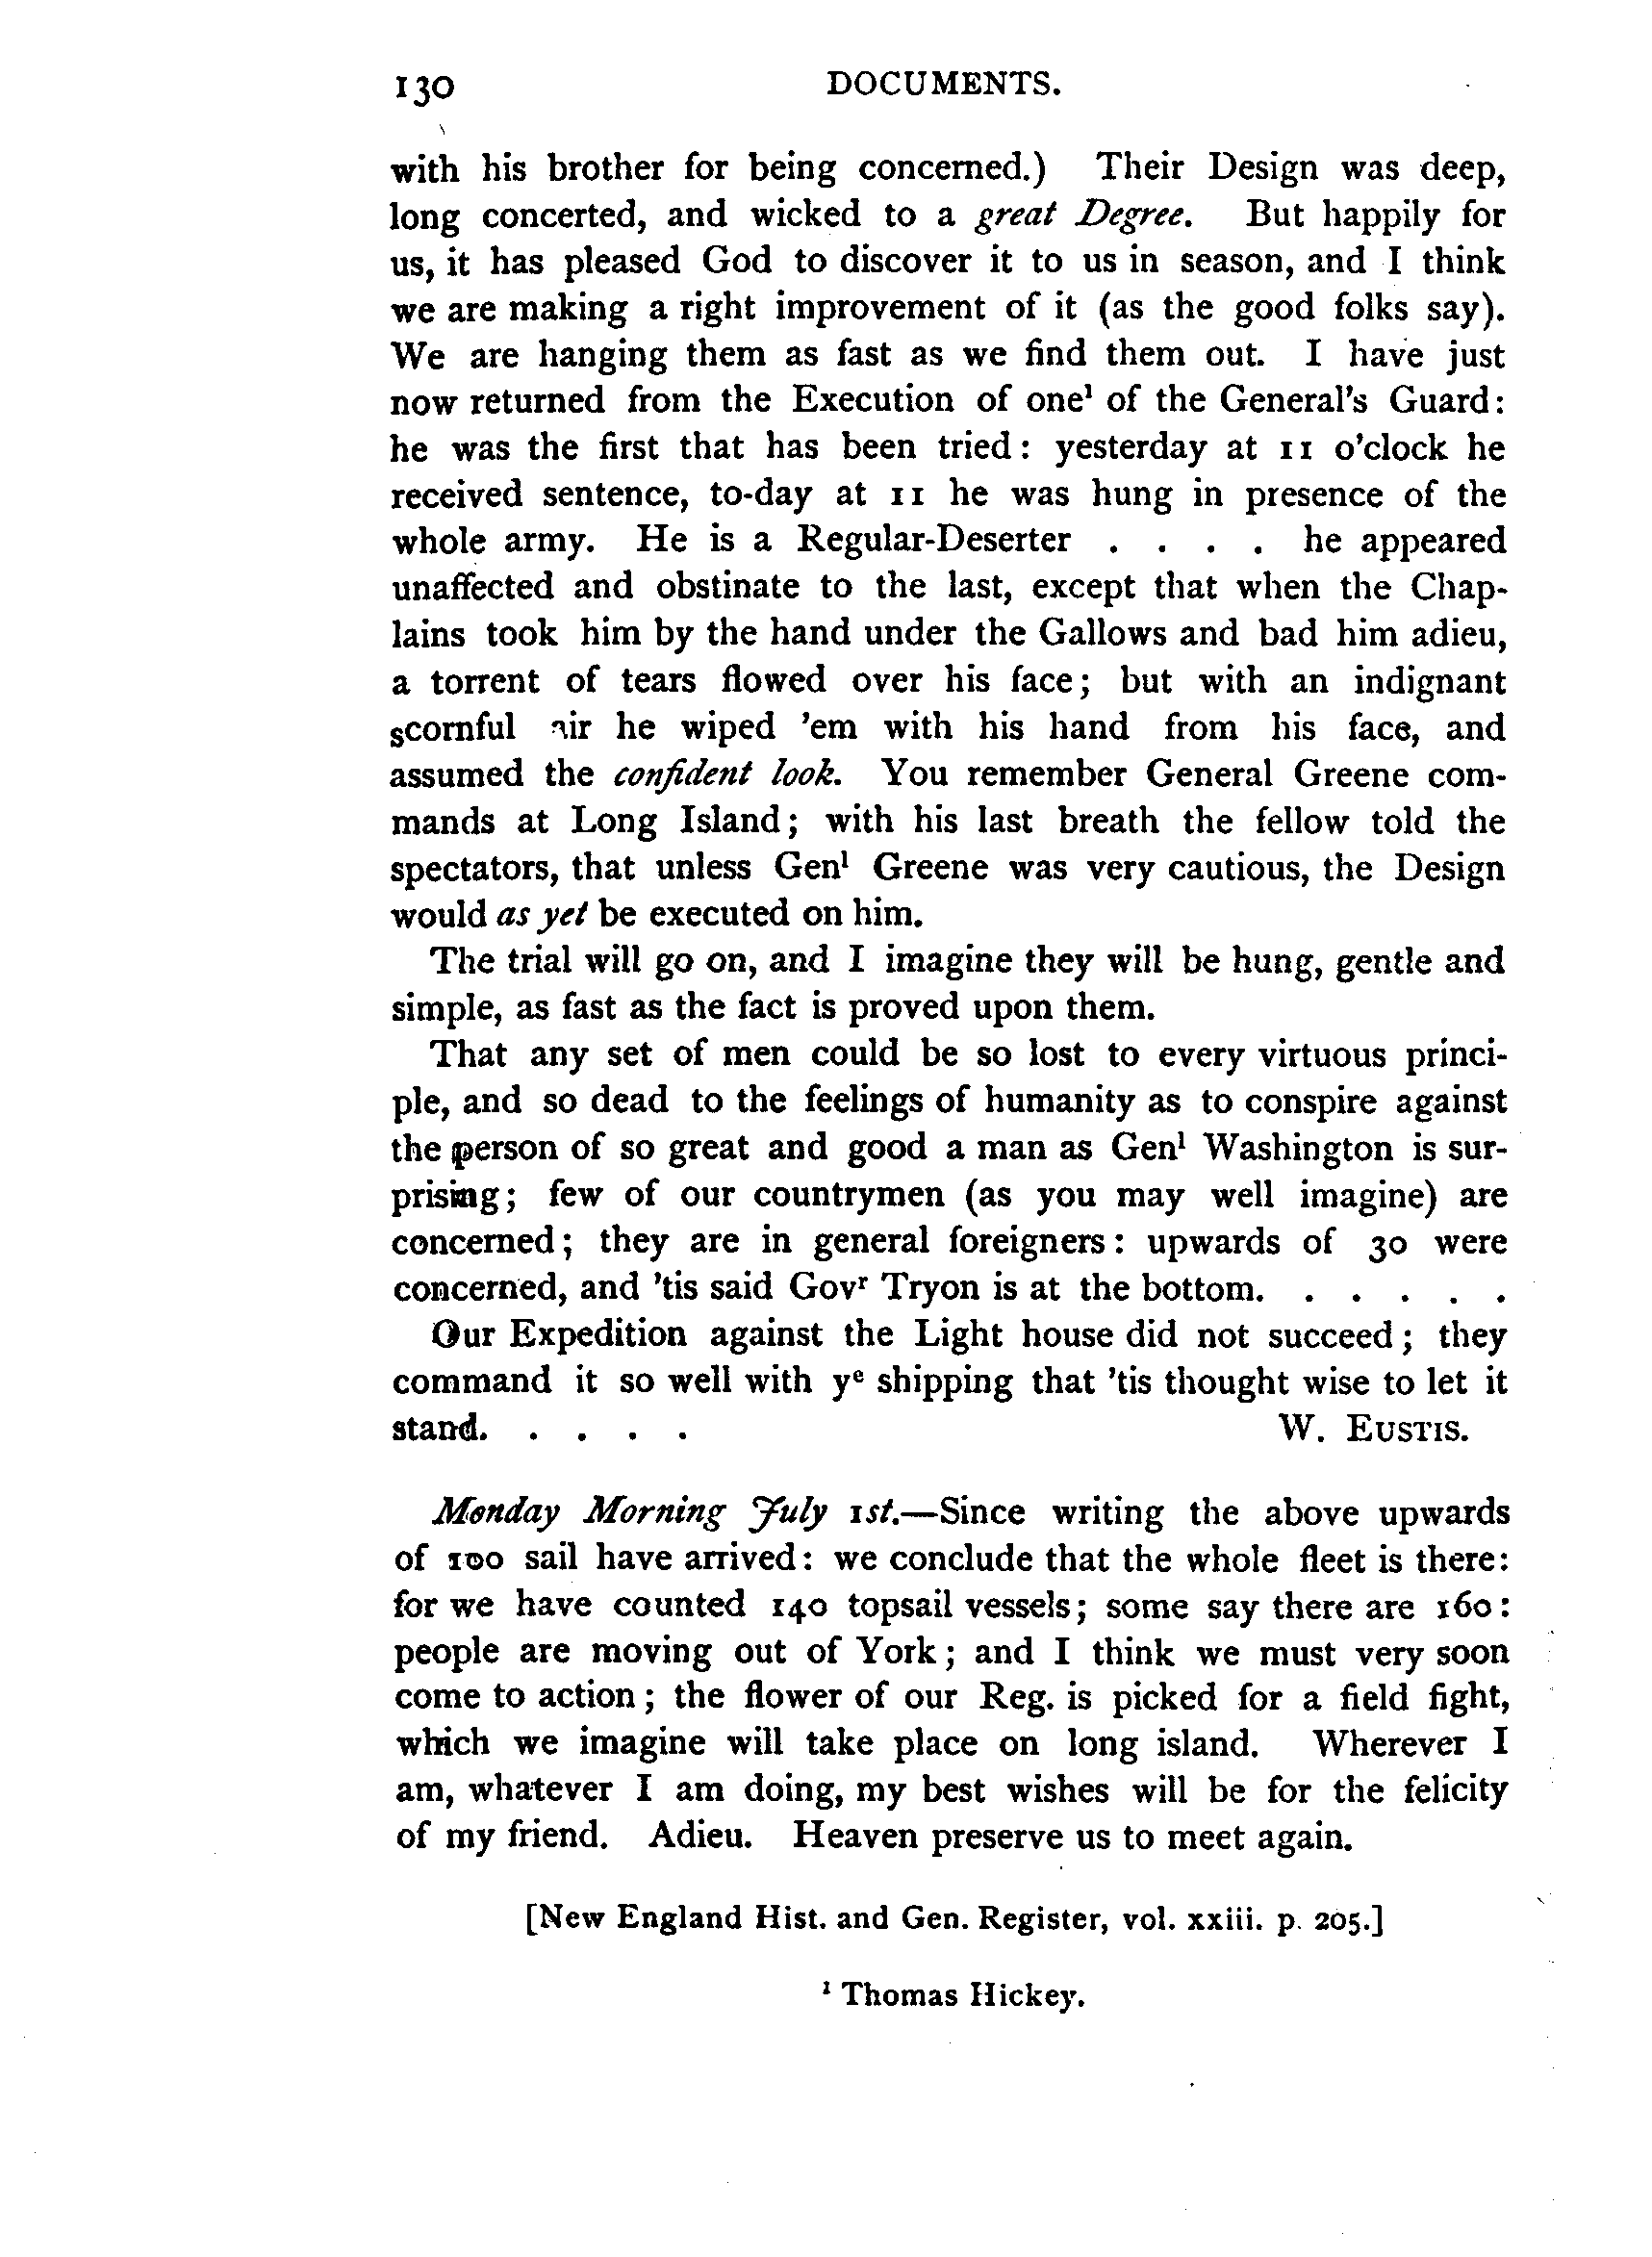 130 DOCUMENTS.
with his brother for being concerned.) Their Design was deep,
long concerted, and wicked to a great Degree. But happily for
us, it has pleased God to discover it to us in season, and I think
we are making a right improvement of it (as the good folks say).
We are hanging them as fast as we find them out. I have just
now returned from the Execution of one¹ of the General's Guard:
he was the first that has been tried: yesterday at 11 o'clock he
received sentence, to-day at 11 he was hung in presence of the
whole army. He is a Regular-Deserter . . . . he appeared
unaffected and obstinate to the last, except that when the Chap-
lains took him by the hand under the Gallows and bad him adieu,
a torrent of tears flowed over his face; but with an indignant
scornful air he wiped 'em with his hand from his face, and
assumed the confident look. You remember General Greene com-
mands at Long Island; with his last breath the fellow told the
spectators, that unless Genˡ Greene was very cautious, the Design
would as yet be executed on him.
The trial will go on, and I imagine they will be hung, gentle and
simple, as fast as the fact is proved upon them.
That any set of men could be so lost to every virtuous princi-
ple, and so dead to the feelings of humanity as to conspire against
the person of so great and good a man as Genˡ Washington is sur-
prising; few of our countrymen (as you may well imagine) are
concerned; they are in general foreigners: upwards of 30 were
concerned, and 'tis said Govʳ Tryon is at the bottom. . . . . .
Our Expedition against the Light house did not succeed; they
command it so well with yᵉ shipping that 'tis thought wise to let it
stand. . . . . W. EUSTIS.
Monday Morning July 1st.—Since writing the above upwards
of 100 sail have arrived: we conclude that the whole fleet is there:
for we have counted 140 topsail vessels; some say there are 160:
people are moving out of York; and I think we must very soon
come to action; the flower of our Reg. is picked for a field fight,
which we imagine will take place on long island. Wherever I
am, whatever I am doing, my best wishes will be for the felicity
of my friend. Adieu. Heaven preserve us to meet again.
[New England Hist. and Gen. Register, vol. xxiii. p. 205.]
¹ Thomas Hickey.